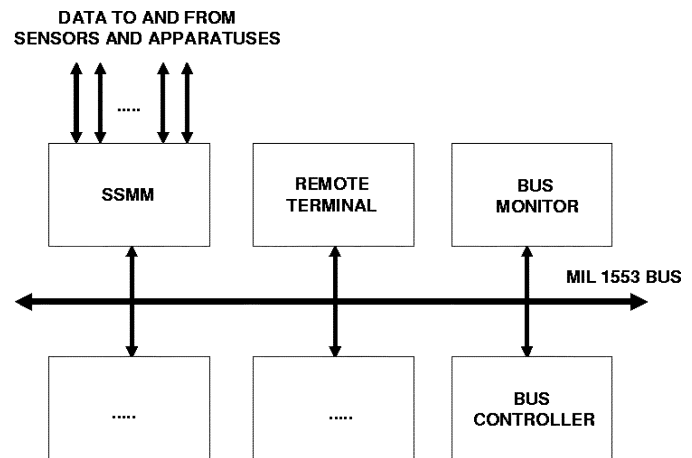 DATA TO AND FROM
SENSORS AND APPARATUSES
.....
SSMM
REMOTE
TERMINAL
BUS
MONITOR
MIL 1553 BUS
.....
.....
BUS
CONTROLLER